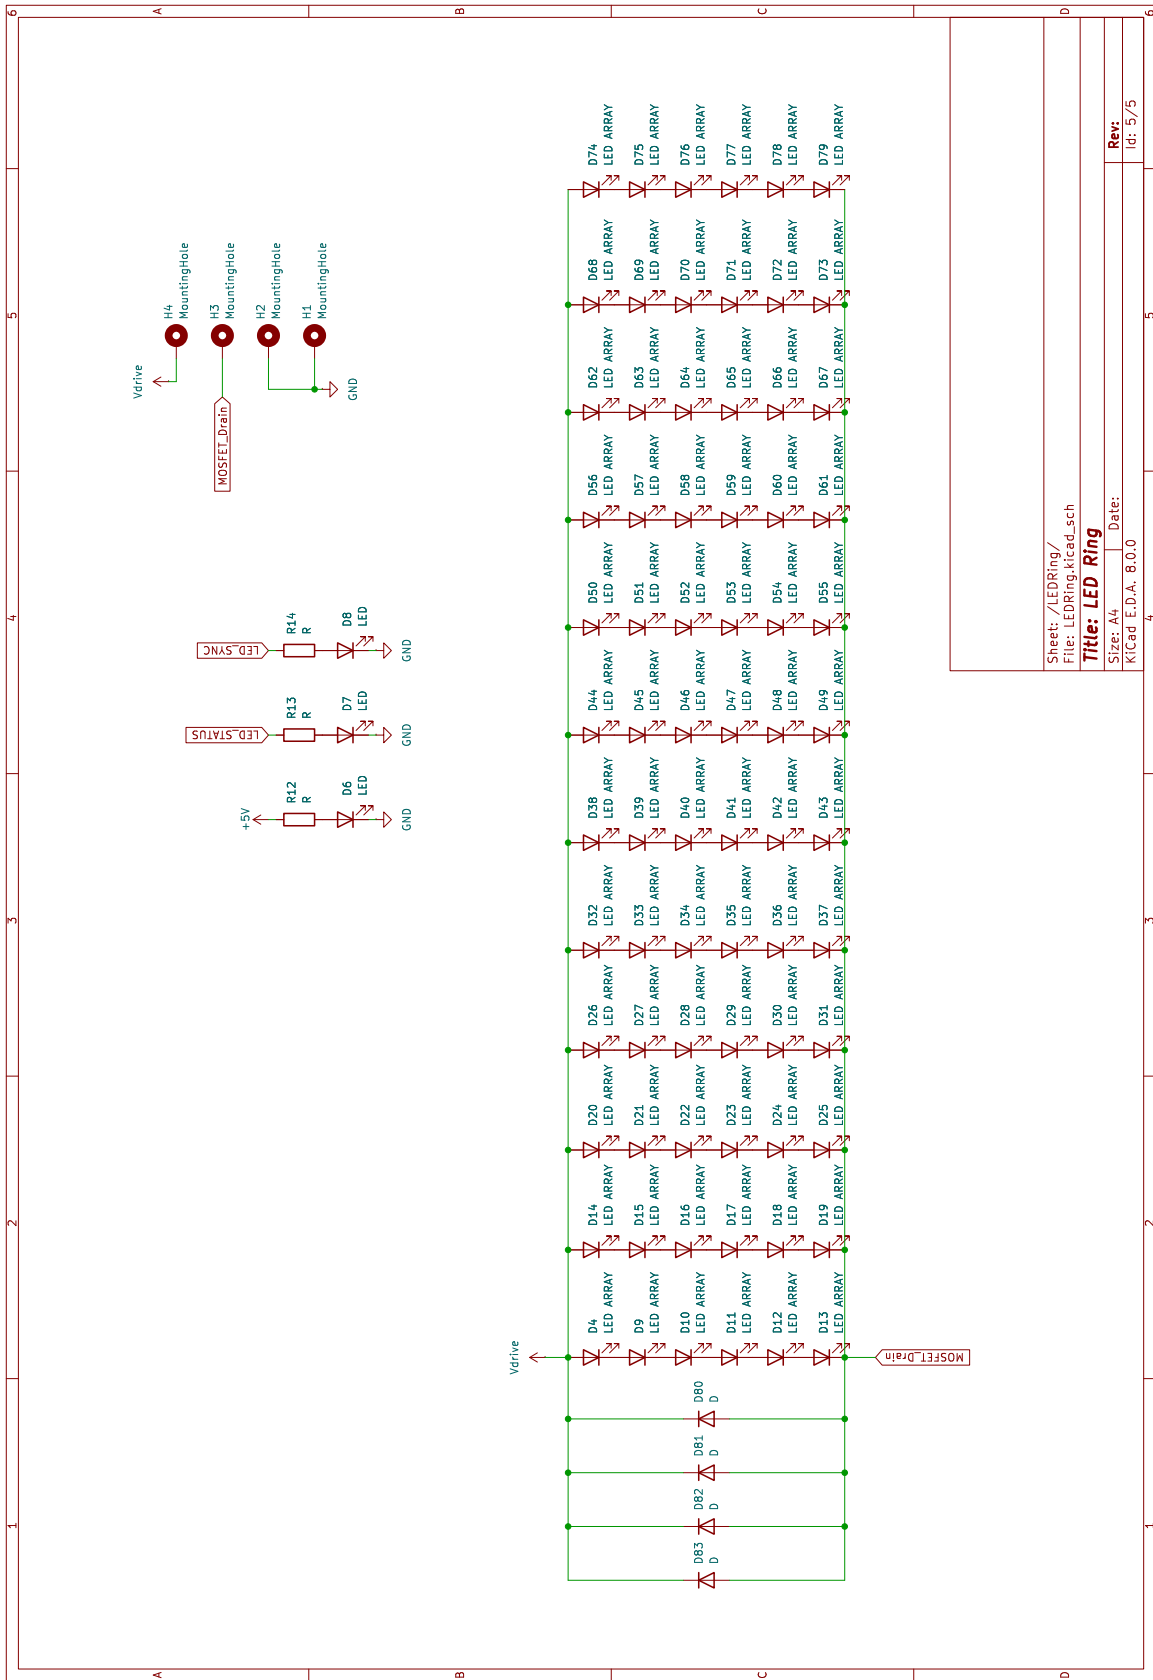 1
2
3
4
5
6
A
B
C
D
Vdrive
H4
MountingHole
H3
MountingHole
H2
MountingHole
H1
MountingHole
MOSFET_Drain
GND
+5V
R12
R
D6
LED
GND
LED_STATUS
R13
R
D7
LED
GND
LED_SYNC
R14
R
D8
LED
GND
Vdrive
D83
D
D82
D
D81
D
D80
D
D4
LED ARRAY
D9
LED ARRAY
D10
LED ARRAY
D11
LED ARRAY
D12
LED ARRAY
D13
LED ARRAY
MOSFET_Drain
D14
LED ARRAY
D15
LED ARRAY
D16
LED ARRAY
D17
LED ARRAY
D18
LED ARRAY
D19
LED ARRAY
D20
LED ARRAY
D21
LED ARRAY
D22
LED ARRAY
D23
LED ARRAY
D24
LED ARRAY
D25
LED ARRAY
D26
LED ARRAY
D27
LED ARRAY
D28
LED ARRAY
D29
LED ARRAY
D30
LED ARRAY
D31
LED ARRAY
D32
LED ARRAY
D33
LED ARRAY
D34
LED ARRAY
D35
LED ARRAY
D36
LED ARRAY
D37
LED ARRAY
D38
LED ARRAY
D39
LED ARRAY
D40
LED ARRAY
D41
LED ARRAY
D42
LED ARRAY
D43
LED ARRAY
D44
LED ARRAY
D45
LED ARRAY
D46
LED ARRAY
D47
LED ARRAY
D48
LED ARRAY
D49
LED ARRAY
D50
LED ARRAY
D51
LED ARRAY
D52
LED ARRAY
D53
LED ARRAY
D54
LED ARRAY
D55
LED ARRAY
D56
LED ARRAY
D57
LED ARRAY
D58
LED ARRAY
D59
LED ARRAY
D60
LED ARRAY
D61
LED ARRAY
D62
LED ARRAY
D63
LED ARRAY
D64
LED ARRAY
D65
LED ARRAY
D66
LED ARRAY
D67
LED ARRAY
D68
LED ARRAY
D69
LED ARRAY
D70
LED ARRAY
D71
LED ARRAY
D72
LED ARRAY
D73
LED ARRAY
D74
LED ARRAY
D75
LED ARRAY
D76
LED ARRAY
D77
LED ARRAY
D78
LED ARRAY
D79
LED ARRAY
Sheet: /LEDRing/
File: LEDRing.kicad_sch
Title: LED Ring
Size: A4 Date: Rev:
KiCad E.D.A. 8.0.0 Id: 5/5
1
2
3
4
5
6
A
B
C
D